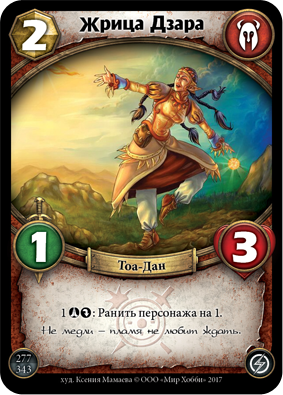 2
Жрица Дзара
1
Тоа-Дан
3
1: Ранить персонажа на 1.
Не медли – пламя не любит ждать.
277
343
худ. Ксения Мамаева © ООО «Мир Хобби» 2017